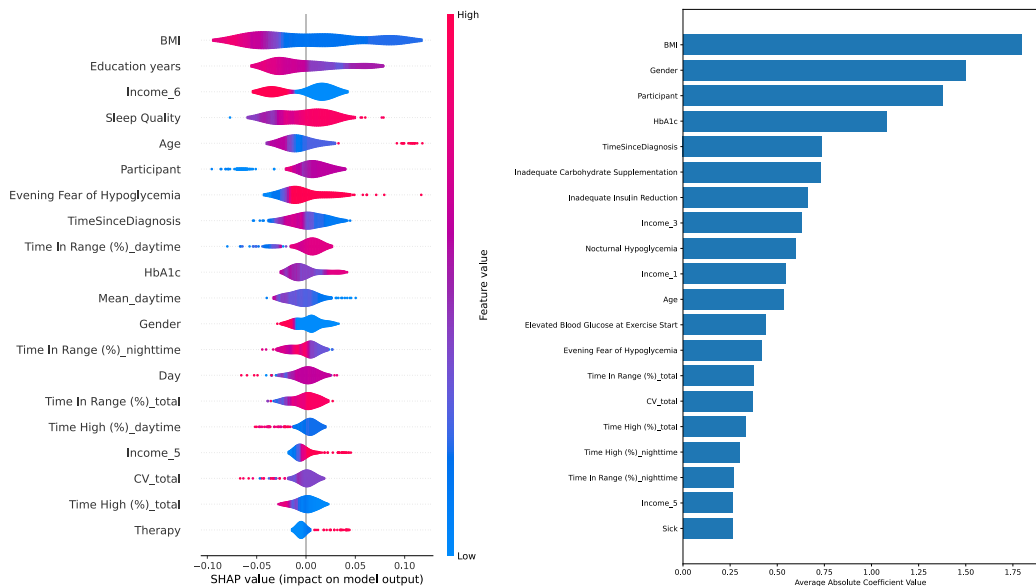 BMI
Education years
Income_6
Sleep Quality
Age
Participant
Evening Fear of Hypoglycemia
TimeSinceDiagnosis
Time In Range (%)_daytime
HbA1c
Mean_daytime
Gender
Time In Range (%)_nighttime
Day
Time In Range (%)_total
Time High (%)_daytime
Income_5
CV_total
Time High (%)_total
Therapy
−0.10 −0.05 0.00 0.05 0.10
SHAP value (impact on model output)
High
Feature value
Low
BMI
Gender
Participant
HbA1c
TimeSinceDiagnosis
Inadequate Carbohydrate Supplementation
Inadequate Insulin Reduction
Income_3
Nocturnal Hypoglycemia
Income_1
Age
Elevated Blood Glucose at Exercise Start
Evening Fear of Hypoglycemia
Time In Range (%)_total
CV_total
Time High (%)_total
Time High (%)_nighttime
Time In Range (%)_nighttime
Income_5
Sick
0.00 0.25 0.50 0.75 1.00 1.25 1.50 1.75
Average Absolute Coefficient Value